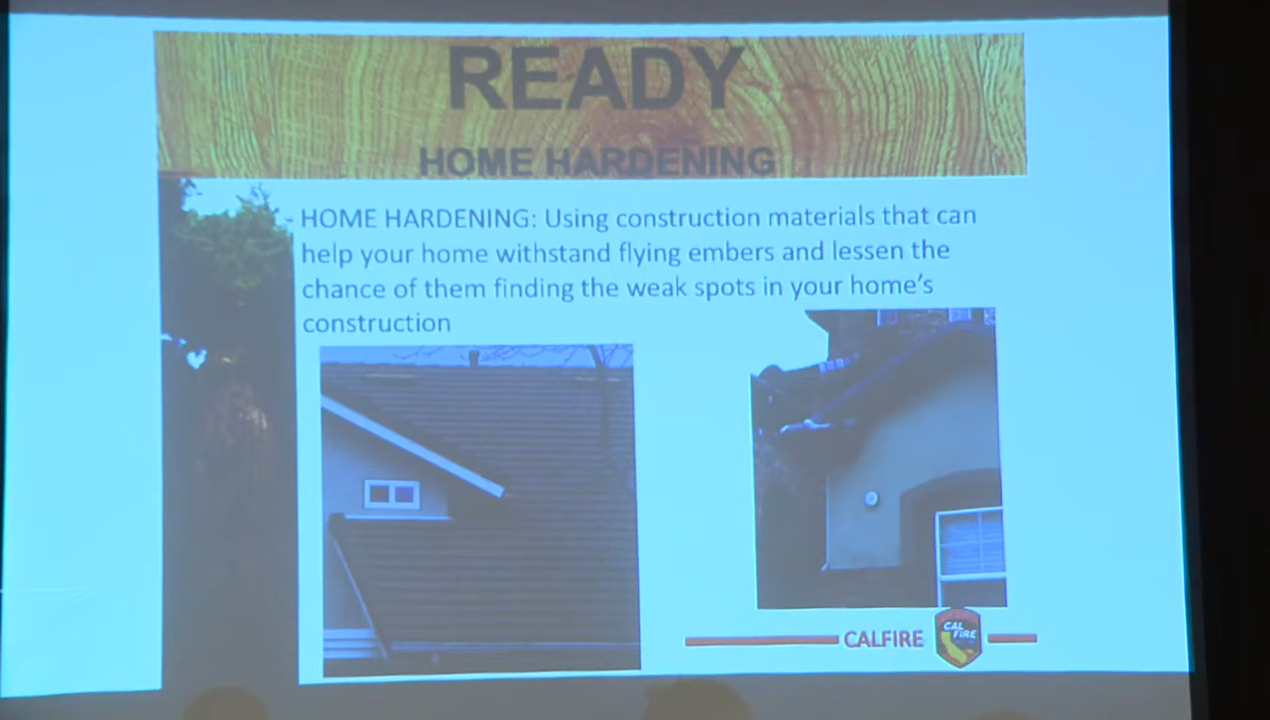 READY
HOME HARDENING
HOME HARDENING: Using construction materials that can
help your home withstand flying embers and lessen the
chance of them finding the weak spots in your home's
construction
CALFIRE
CAL
FIRE